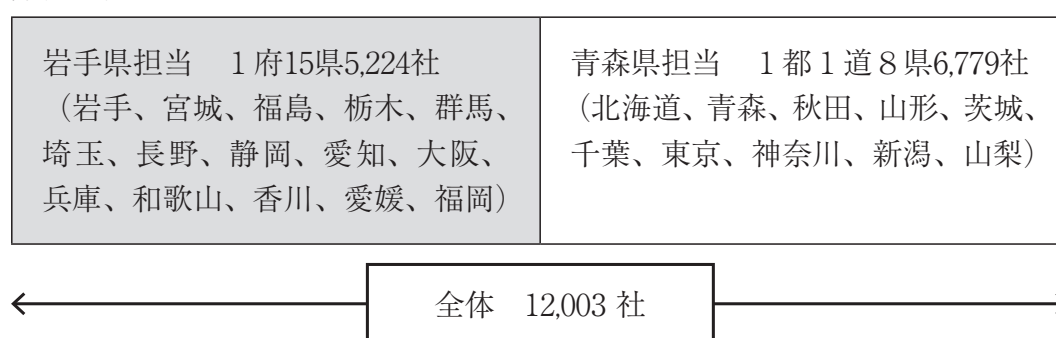 岩手県担当　1府15県5,224社
（岩手、宮城、福島、栃木、群馬、
埼玉、長野、静岡、愛知、大阪、
兵庫、和歌山、香川、愛媛、福岡）
青森県担当　1都1道8県6,779社
（北海道、青森、秋田、山形、茨城、
千葉、東京、神奈川、新潟、山梨）
全体　12,003 社